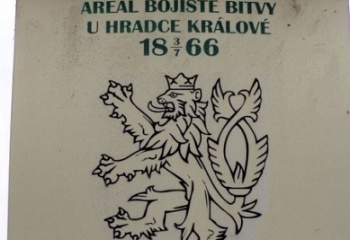 AREÁL BOJIŠTĚ BITVY
U HRADCE KRÁLOVÉ
18 3/7 66